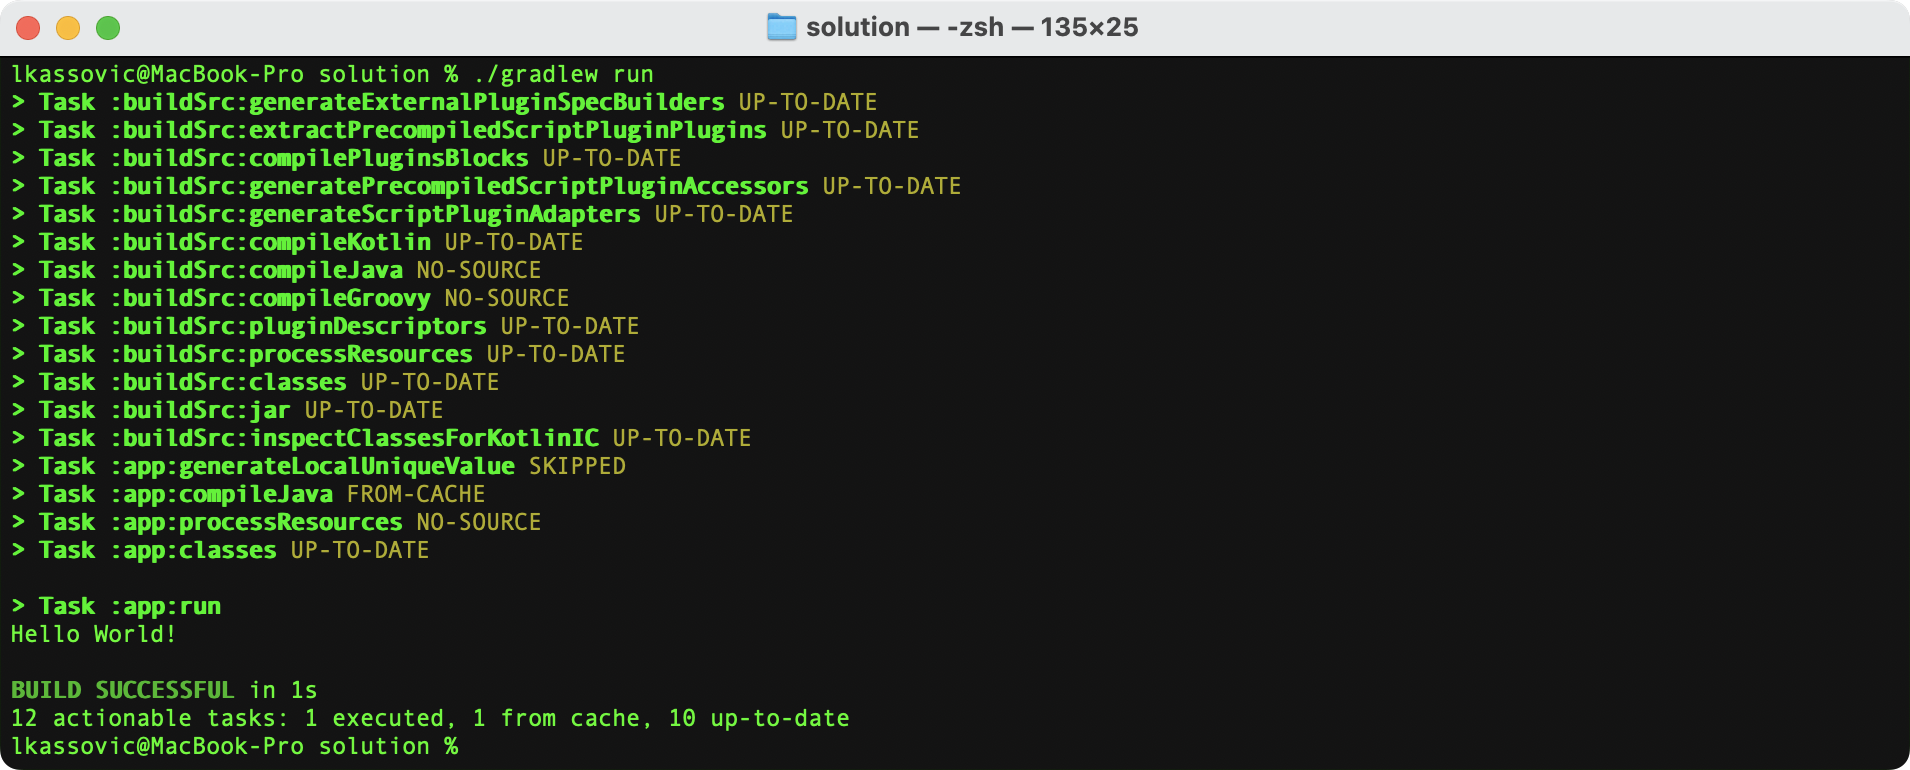 solution — -zsh — 135×25
lkassovic@MacBook-Pro solution % ./gradlew run
> Task :buildSrc:generateExternalPluginSpecBuilders UP-TO-DATE
> Task :buildSrc:extractPrecompiledScriptPluginPlugins UP-TO-DATE
> Task :buildSrc:compilePluginsBlocks UP-TO-DATE
> Task :buildSrc:generatePrecompiledScriptPluginAccessors UP-TO-DATE
> Task :buildSrc:generateScriptPluginAdapters UP-TO-DATE
> Task :buildSrc:compileKotlin UP-TO-DATE
> Task :buildSrc:compileJava NO-SOURCE
> Task :buildSrc:compileGroovy NO-SOURCE
> Task :buildSrc:pluginDescriptors UP-TO-DATE
> Task :buildSrc:processResources UP-TO-DATE
> Task :buildSrc:classes UP-TO-DATE
> Task :buildSrc:jar UP-TO-DATE
> Task :buildSrc:inspectClassesForKotlinIC UP-TO-DATE
> Task :app:generateLocalUniqueValue SKIPPED
> Task :app:compileJava FROM-CACHE
> Task :app:processResources NO-SOURCE
> Task :app:classes UP-TO-DATE
> Task :app:run
Hello World!
BUILD SUCCESSFUL in 1s
12 actionable tasks: 1 executed, 1 from cache, 10 up-to-date
lkassovic@MacBook-Pro solution %